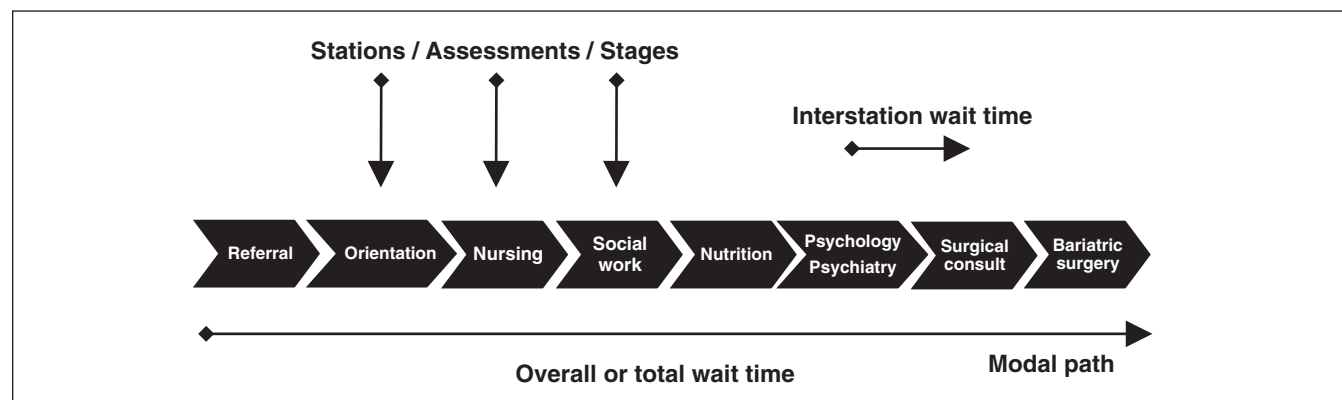 Stations / Assessments / Stages
Interstation wait time
Referral
Orientation
Nursing
Social
work
Nutrition
Psychology
Psychiatry
Surgical
consult
Bariatric
surgery
Modal path
Overall or total wait time